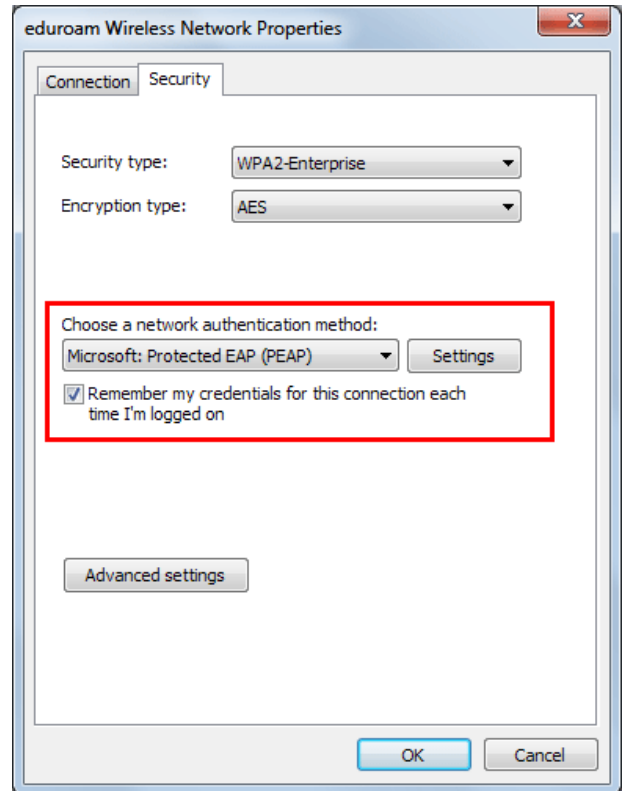 eduroam Wireless Network Properties
Connection Security
Security type: WPA2-Enterprise
Encryption type: AES
Choose a network authentication method:
Microsoft: Protected EAP (PEAP) Settings
Remember my credentials for this connection each
time I'm logged on
Advanced settings
OK Cancel